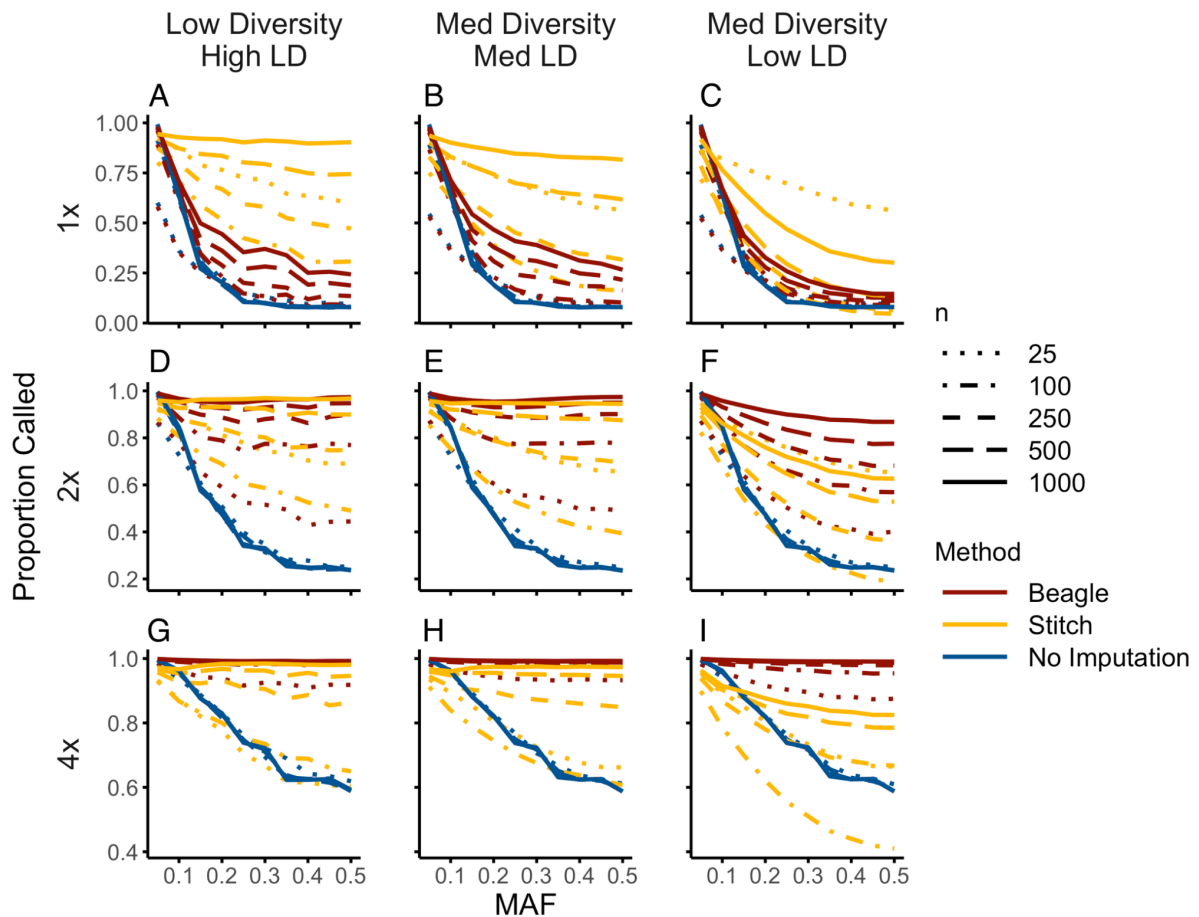 Low Diversity
High LD
Med Diversity
Med LD
Med Diversity
Low LD
A
B
C
1.00
0.75
0.50
0.25
0.00
1x
D
E
F
1.0
0.8
0.6
0.4
0.2
2x
Proportion Called
G
H
I
1.0
0.8
0.6
0.4
4x
0.1 0.2 0.3 0.4 0.5
0.1 0.2 0.3 0.4 0.5
0.1 0.2 0.3 0.4 0.5
MAF
n
25
100
250
500
1000
Method
Beagle
Stitch
No Imputation